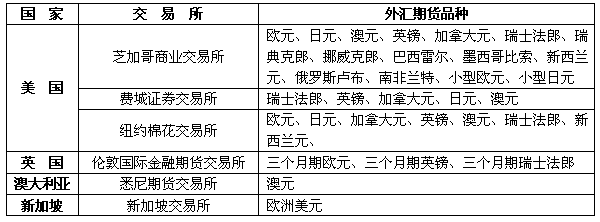 国 家 交 易 所 外汇期货品种
美 国
芝加哥商业交易所
欧元、日元、澳元、英镑、加拿大元、瑞士法郎、瑞
典克郎、挪威克郎、巴西雷尔、墨西哥比索、新西兰
元、俄罗斯卢布、南非兰特、小型欧元、小型日元
费城证券交易所 瑞士法郎、英镑、加拿大元、日元、澳元
纽约棉花交易所
欧元、日元、加拿大元、英镑、澳元、瑞士法郎、新
西兰元、
英 国 伦敦国际金融期货交易所 三个月期欧元、三个月期英镑、三个月期瑞士法郎
澳大利亚 悉尼期货交易所 澳元
新加坡 新加坡交易所 欧洲美元